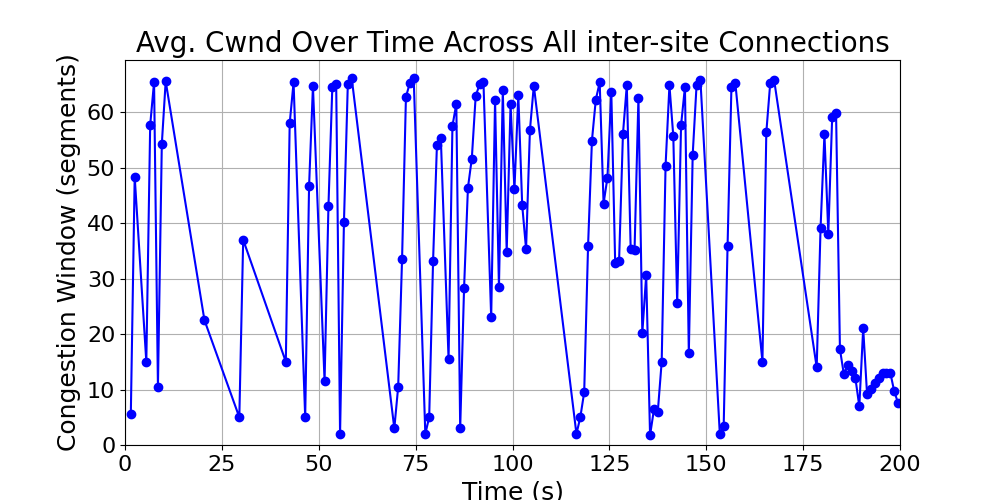 Avg. Cwnd Over Time Across All inter-site Connections
Congestion Window (segments)
60
50
40
30
20
10
0
0 25 50 75 100 125 150 175 200
Time (s)